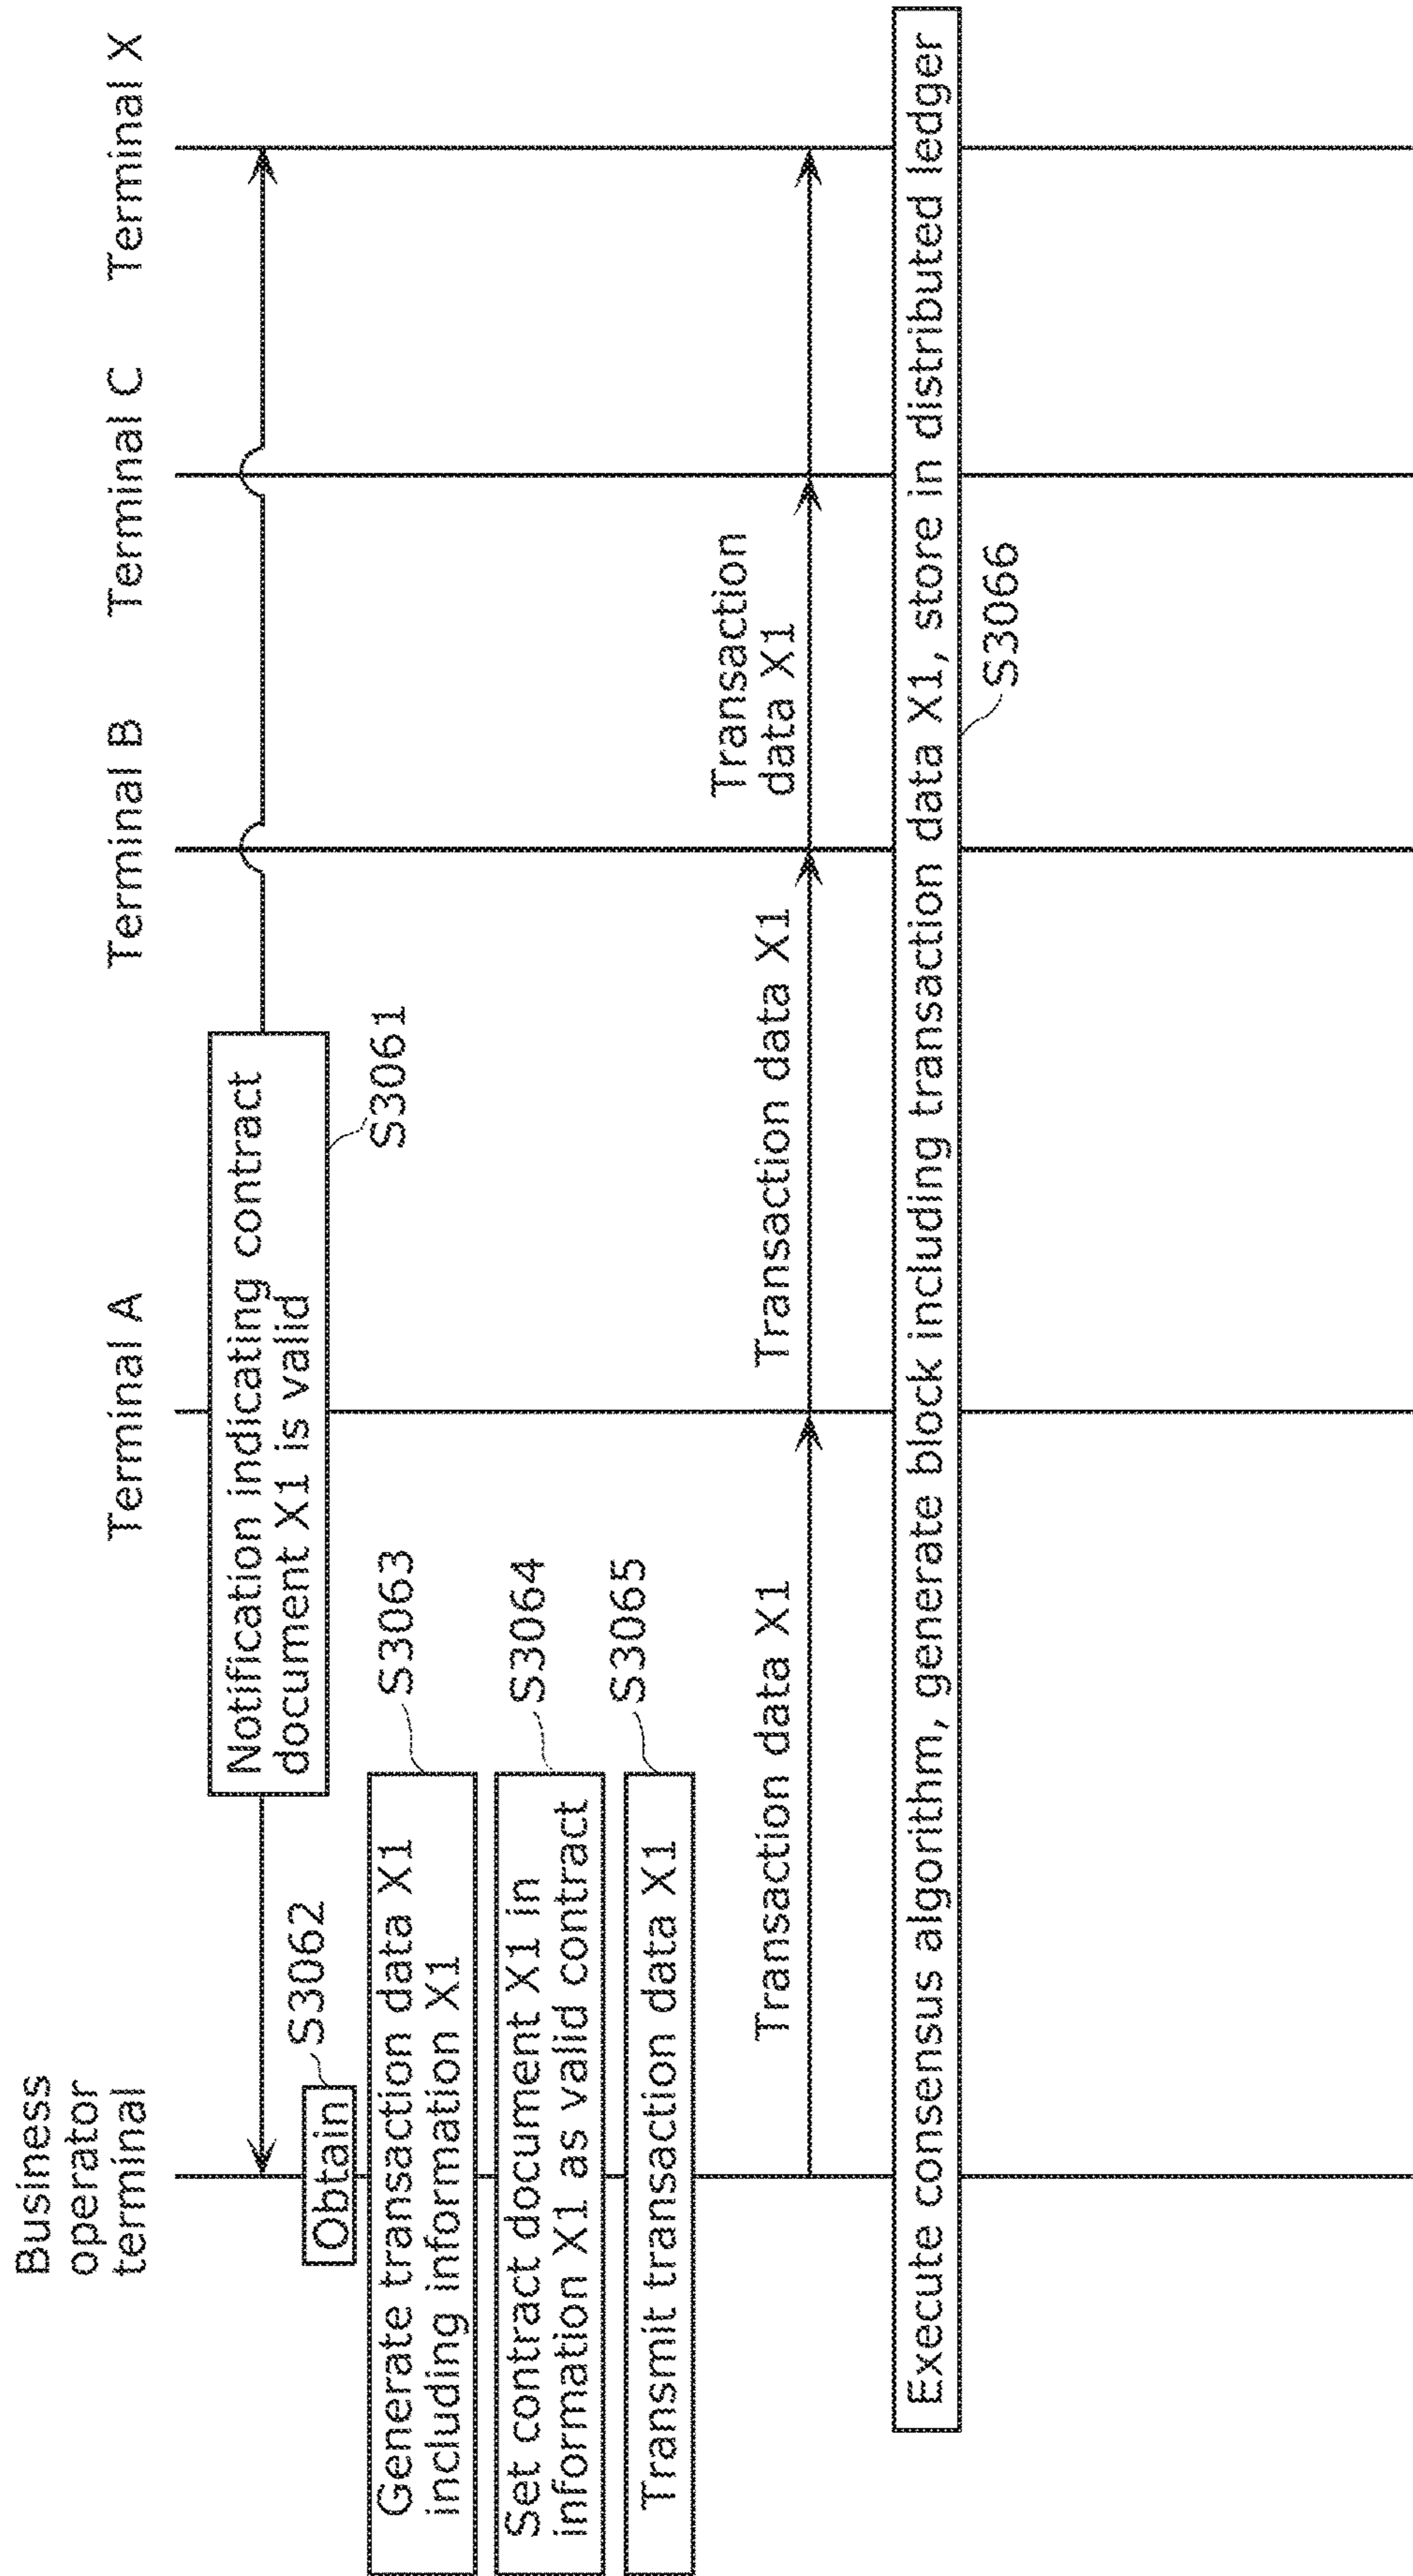 Business
operator
terminal
Terminal A
Terminal B
Terminal C
Terminal X
Notification indicating contract
document X1 is valid
S3061
Obtain
S3062
Generate transaction data X1
including information X1
S3063
Set contract document X1 in
information X1 as valid contract
S3064
Transmit transaction data X1
S3065
Transaction data X1
Transaction data X1
Transaction
data X1
Execute consensus algorithm, generate block including transaction data X1, store in distributed ledger
S3066